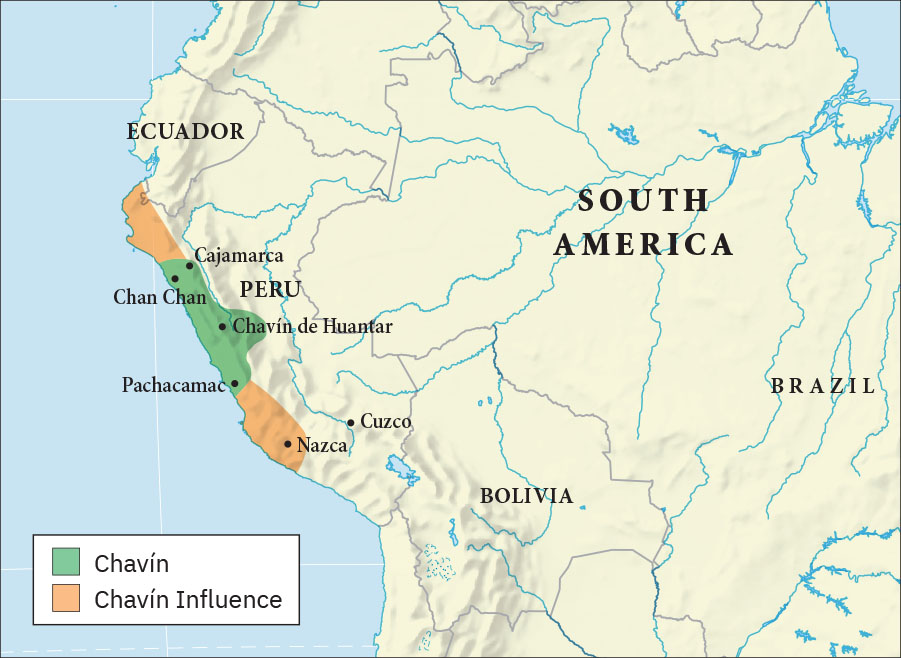 ECUADOR
SOUTH
AMERICA
Cajamarca
PERU
Chan Chan
Chavín de Huantar
Pachacamac
BRAZIL
Cuzco
Nazca
BOLIVIA
Chavín
Chavín Influence